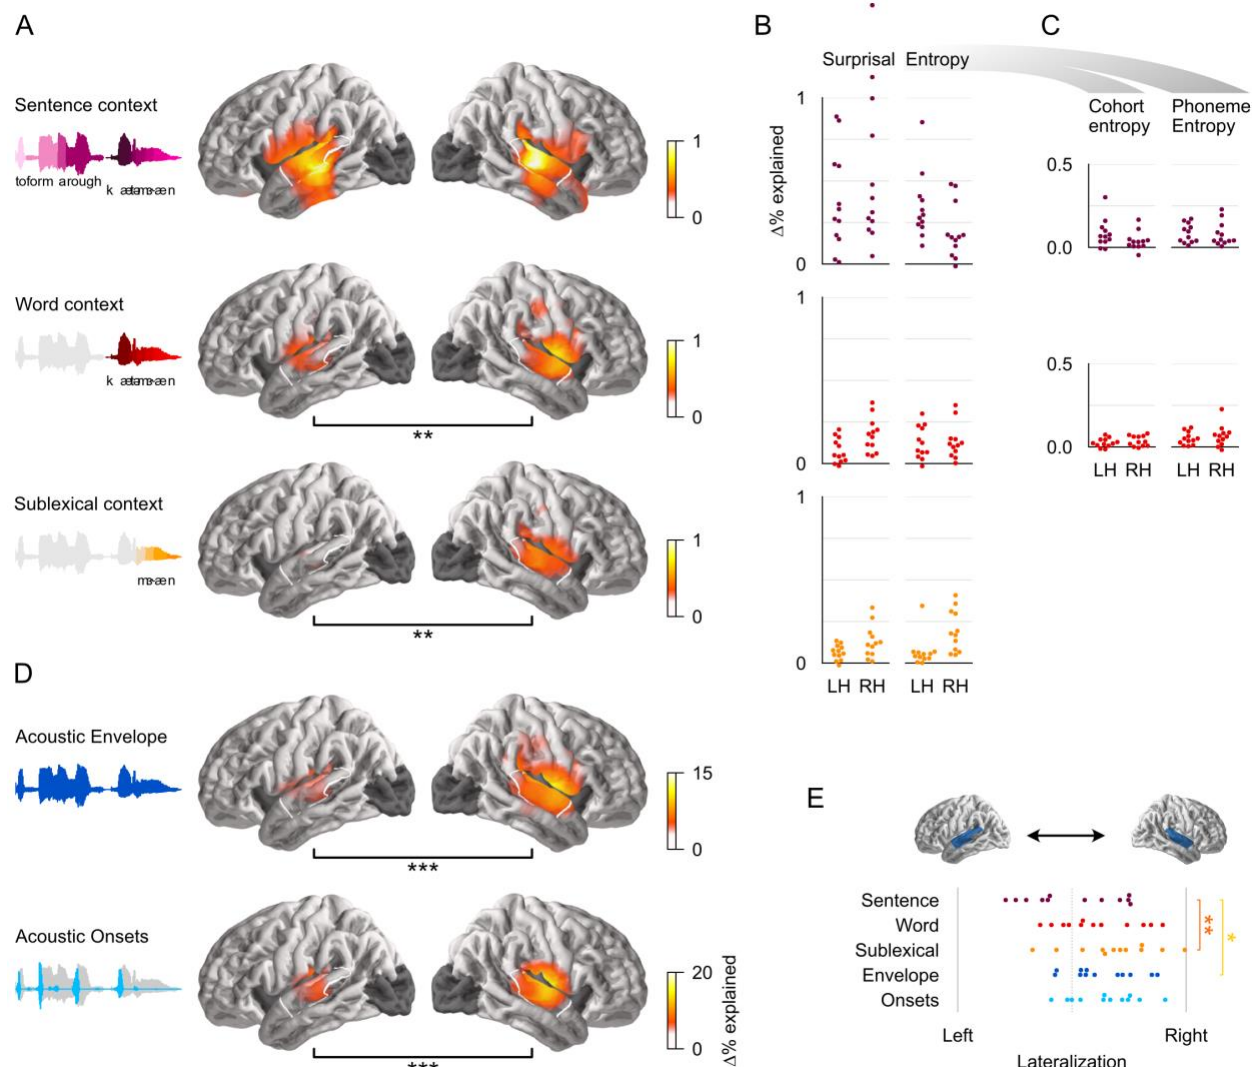 A
B
C
Surprisal Entropy
Cohort entropy
Phoneme Entropy
Sentence context
toform arough
1
0
Δ% explained
1
0
0.5
0.0
Word context
1
0
**
1
0
0.5
0.0
LH RH LH RH
Sublexical context
1
0
**
1
0
LH RH LH RH
D
Acoustic Envelope
15
0
***
Acoustic Onsets
20
0
Δ% explained
***
E
Sentence
Word
Sublexical
Envelope
Onsets
**
*
Left Right
Lateralization